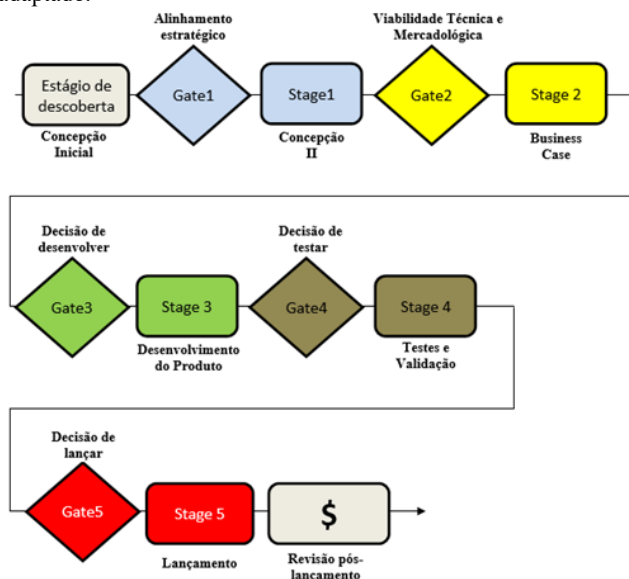 adaptado.
Alinhamento
estratégico
Viabilidade Técnica e
Mercadológica
Estágio de
descoberta
Gate1
Stage1
Gate2
Stage 2
Concepção
Inicial
Concepção
II
Business
Case
Decisão de
desenvolver
Decisão de
testar
Gate3
Stage 3
Gate4
Stage 4
Desenvolvimento
do Produto
Testes e
Validação
Decisão de
lançar
Gate5
Stage 5
$
Lançamento
Revisão pós-
lançamento